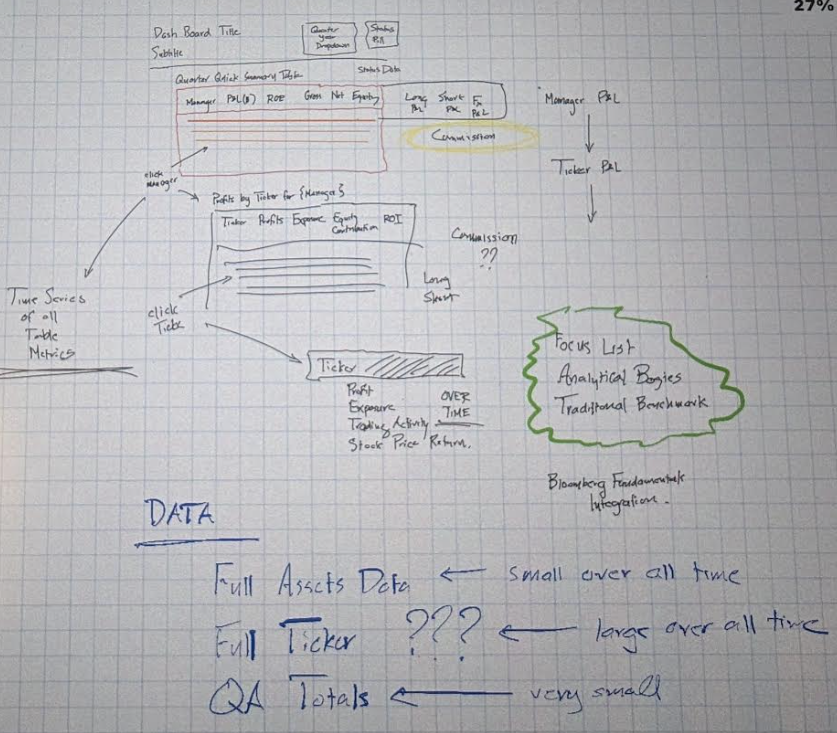 27%
Dash Board Title
Subtitle
Quarter
Year
Dropdown
Status
Pill
Status Data
Quarter Quick Summary Table
Manager P&L($) ROE Gross Net Equity
Long P&L Short P&L Fx P&L
Commission
click
manager
Profits by Ticker for {Manager}
Ticker Profits Exposure Equity Contribution ROI
Commission
??
Long
Short
Manager P&L
Ticker P&L
Time Series
of all
Table
Metrics
click
Ticker
Ticker
Profit
Exposure
Trading Activity
Stock Price Return.
OVER
TIME
Focus List
Analytical Bogies
Traditional Benchmark
Bloomberg Fundamentals
Integration.
DATA
Full Assets Data ← small over all time
Full Ticker ??? ← large over all time
QA Totals ← very small